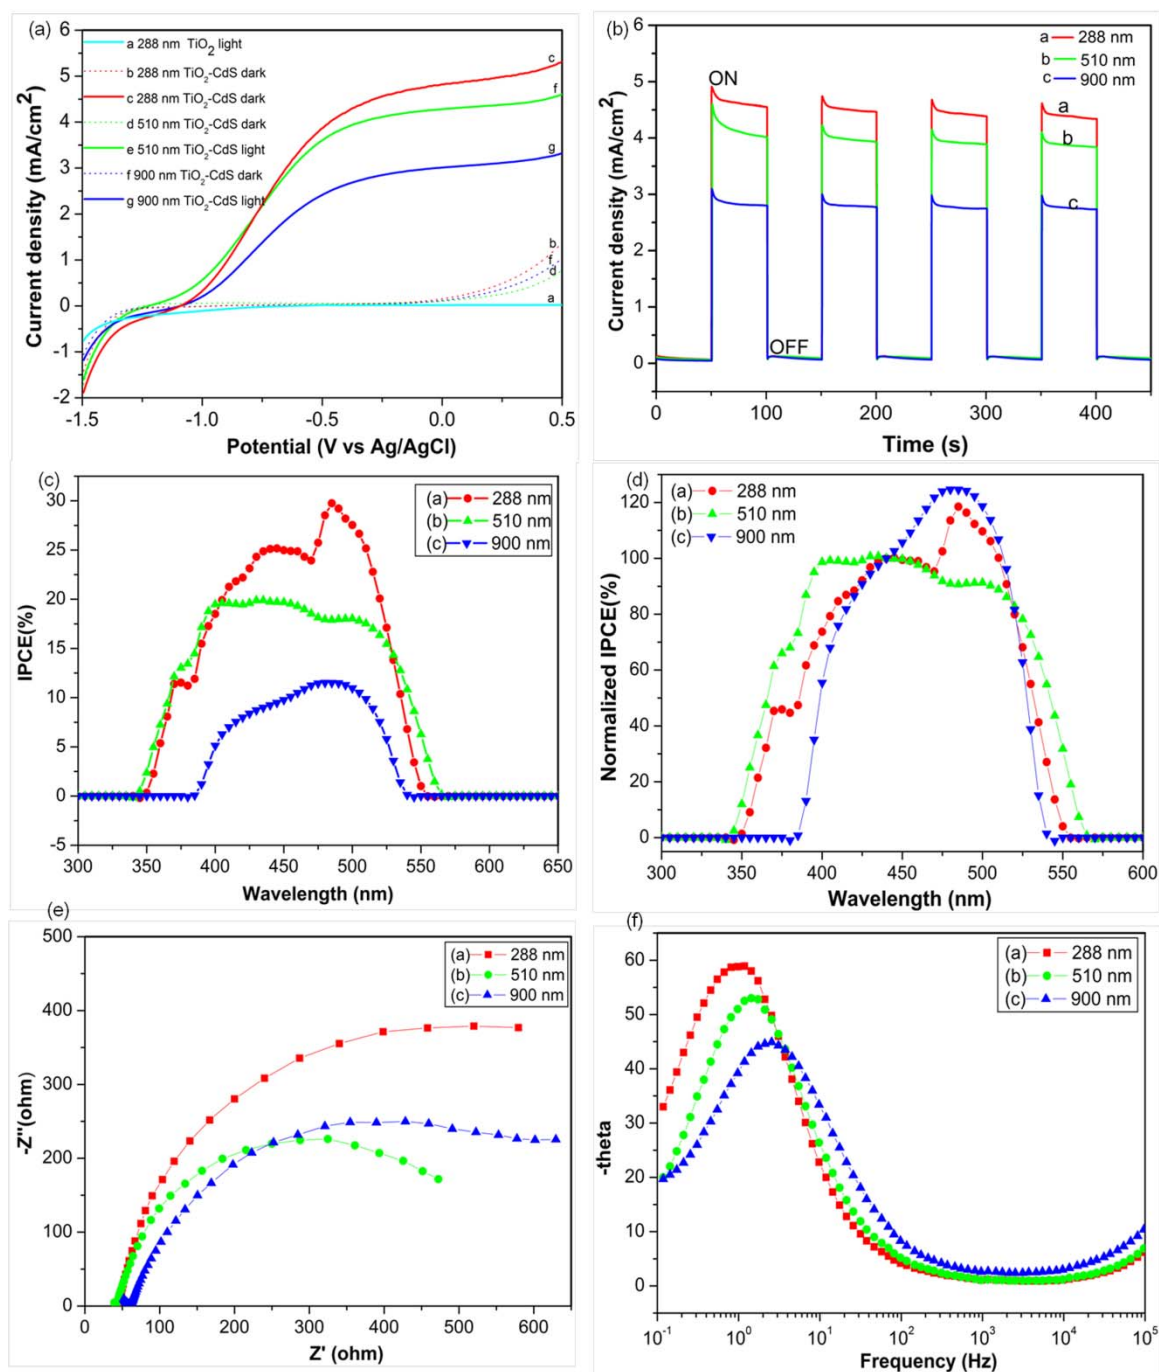 (a)
a 288 nm TiO2 light
b 288 nm TiO2-CdS dark
c 288 nm TiO2-CdS dark
d 510 nm TiO2-CdS dark
e 510 nm TiO2-CdS light
f 900 nm TiO2-CdS dark
g 900 nm TiO2-CdS light
c
f
g
b
f
d
a
6
5
4
3
2
1
0
-1
-2
-1.5 -1.0 -0.5 0.0 0.5
Current density (mA/cm2)
Potential (V vs Ag/AgCl)
(b)
a 288 nm
b 510 nm
c 900 nm
ON
OFF
a
b
c
6
5
4
3
2
1
0
0 100 200 300 400
Current density (mA/cm2)
Time (s)
(c)
(a) 288 nm
(b) 510 nm
(c) 900 nm
30
25
20
15
10
5
0
-5
300 350 400 450 500 550 600 650
IPCE(%)
Wavelength (nm)
(d)
(a) 288 nm
(b) 510 nm
(c) 900 nm
120
100
80
60
40
20
0
300 350 400 450 500 550 600
Normalized IPCE(%)
Wavelength (nm)
(e)
(a) 288 nm
(b) 510 nm
(c) 900 nm
500
400
300
200
100
0
0 100 200 300 400 500 600
-Z''(ohm)
Z' (ohm)
(f)
(a) 288 nm
(b) 510 nm
(c) 900 nm
60
50
40
30
20
10
0
10-1 100 101 102 103 104 105
-theta
Frequency (Hz)